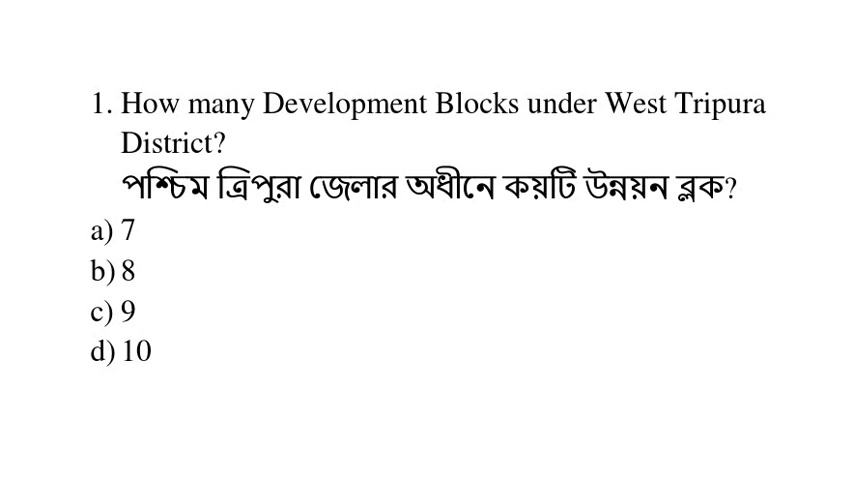 1. How many Development Blocks under West Tripura
District?
পশ্চিম ত্রিপুরা জেলার অধীনে কয়টি উন্নয়ন ব্লক?
a) 7
b) 8
c) 9
d) 10